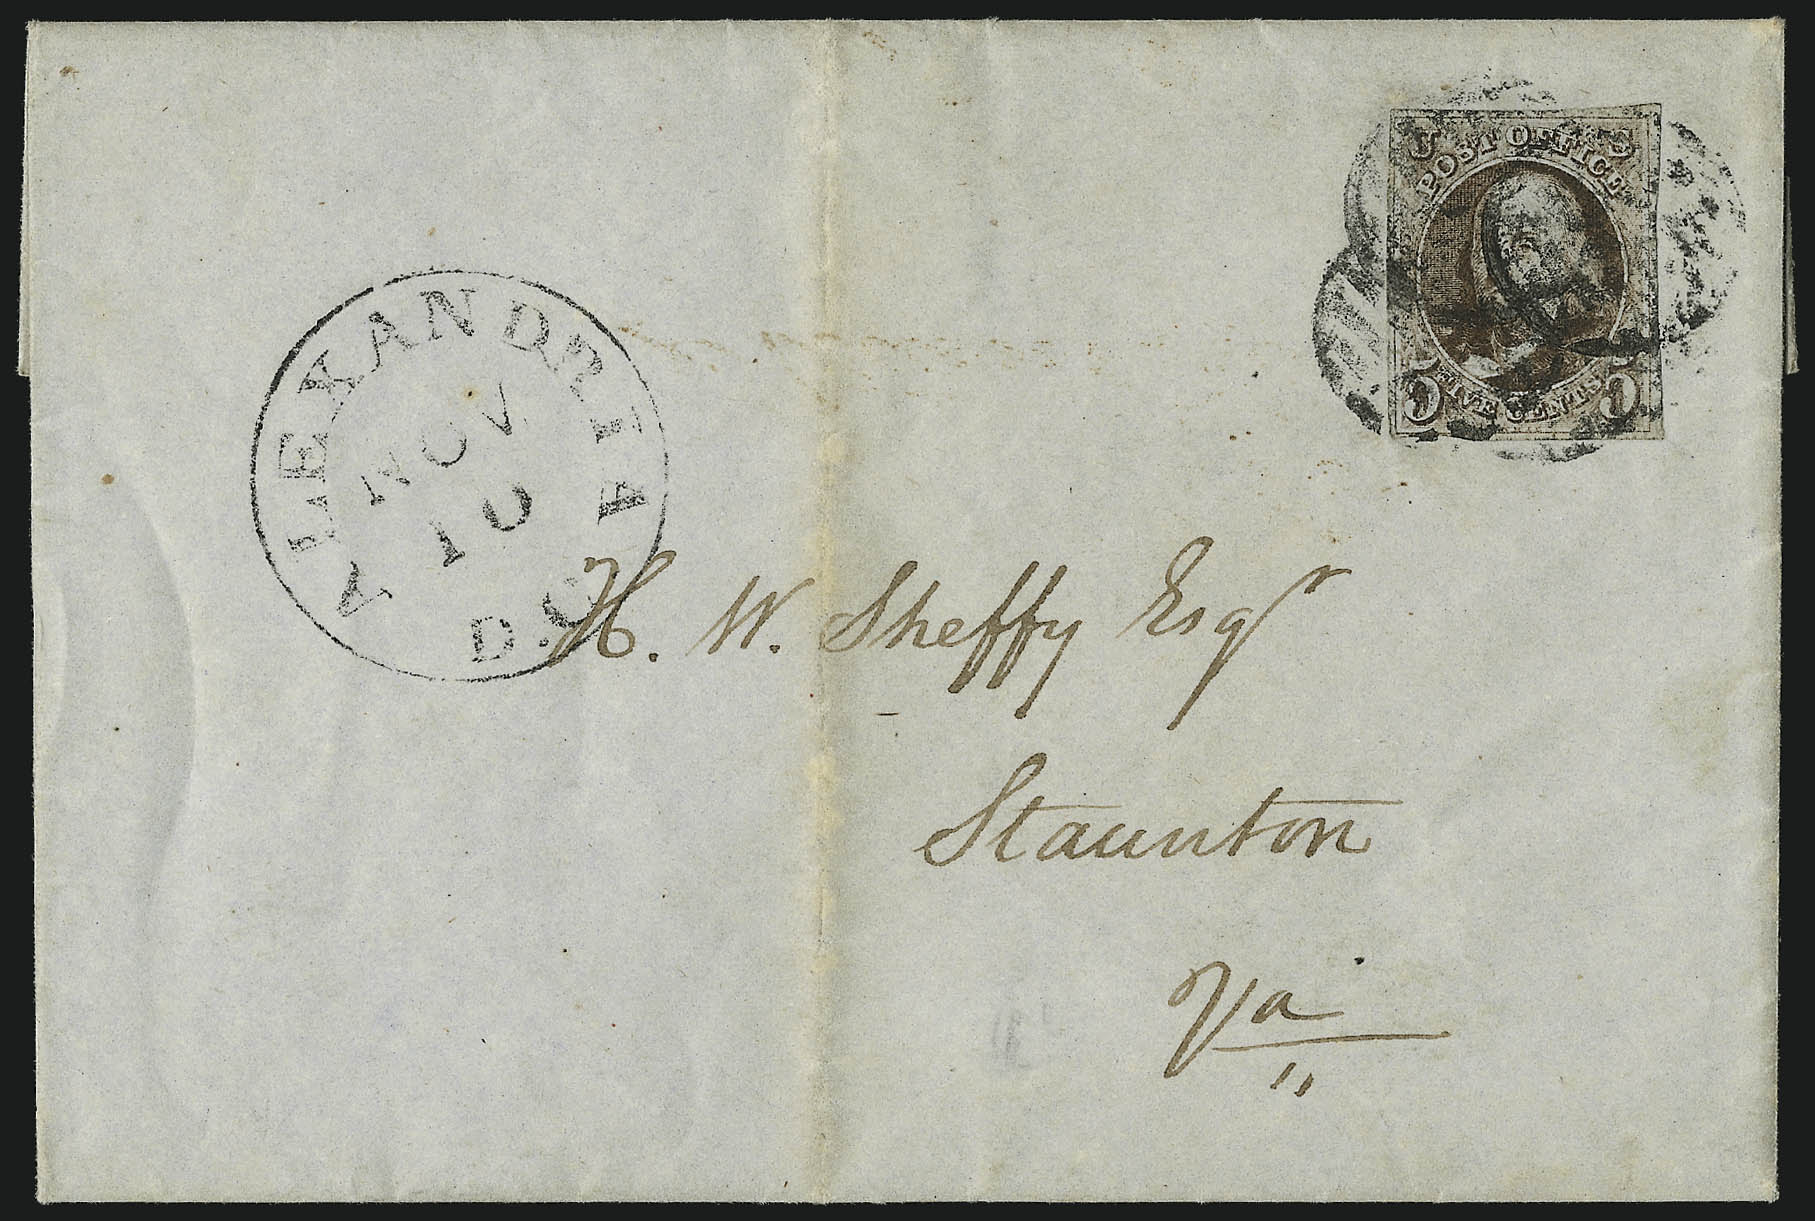 U S
POST OFFICE
5 FIVE CENTS 5
ALEXANDRIA
NOV
10
D.C.
H. W. Sheffy Esqr
Staunton
Va